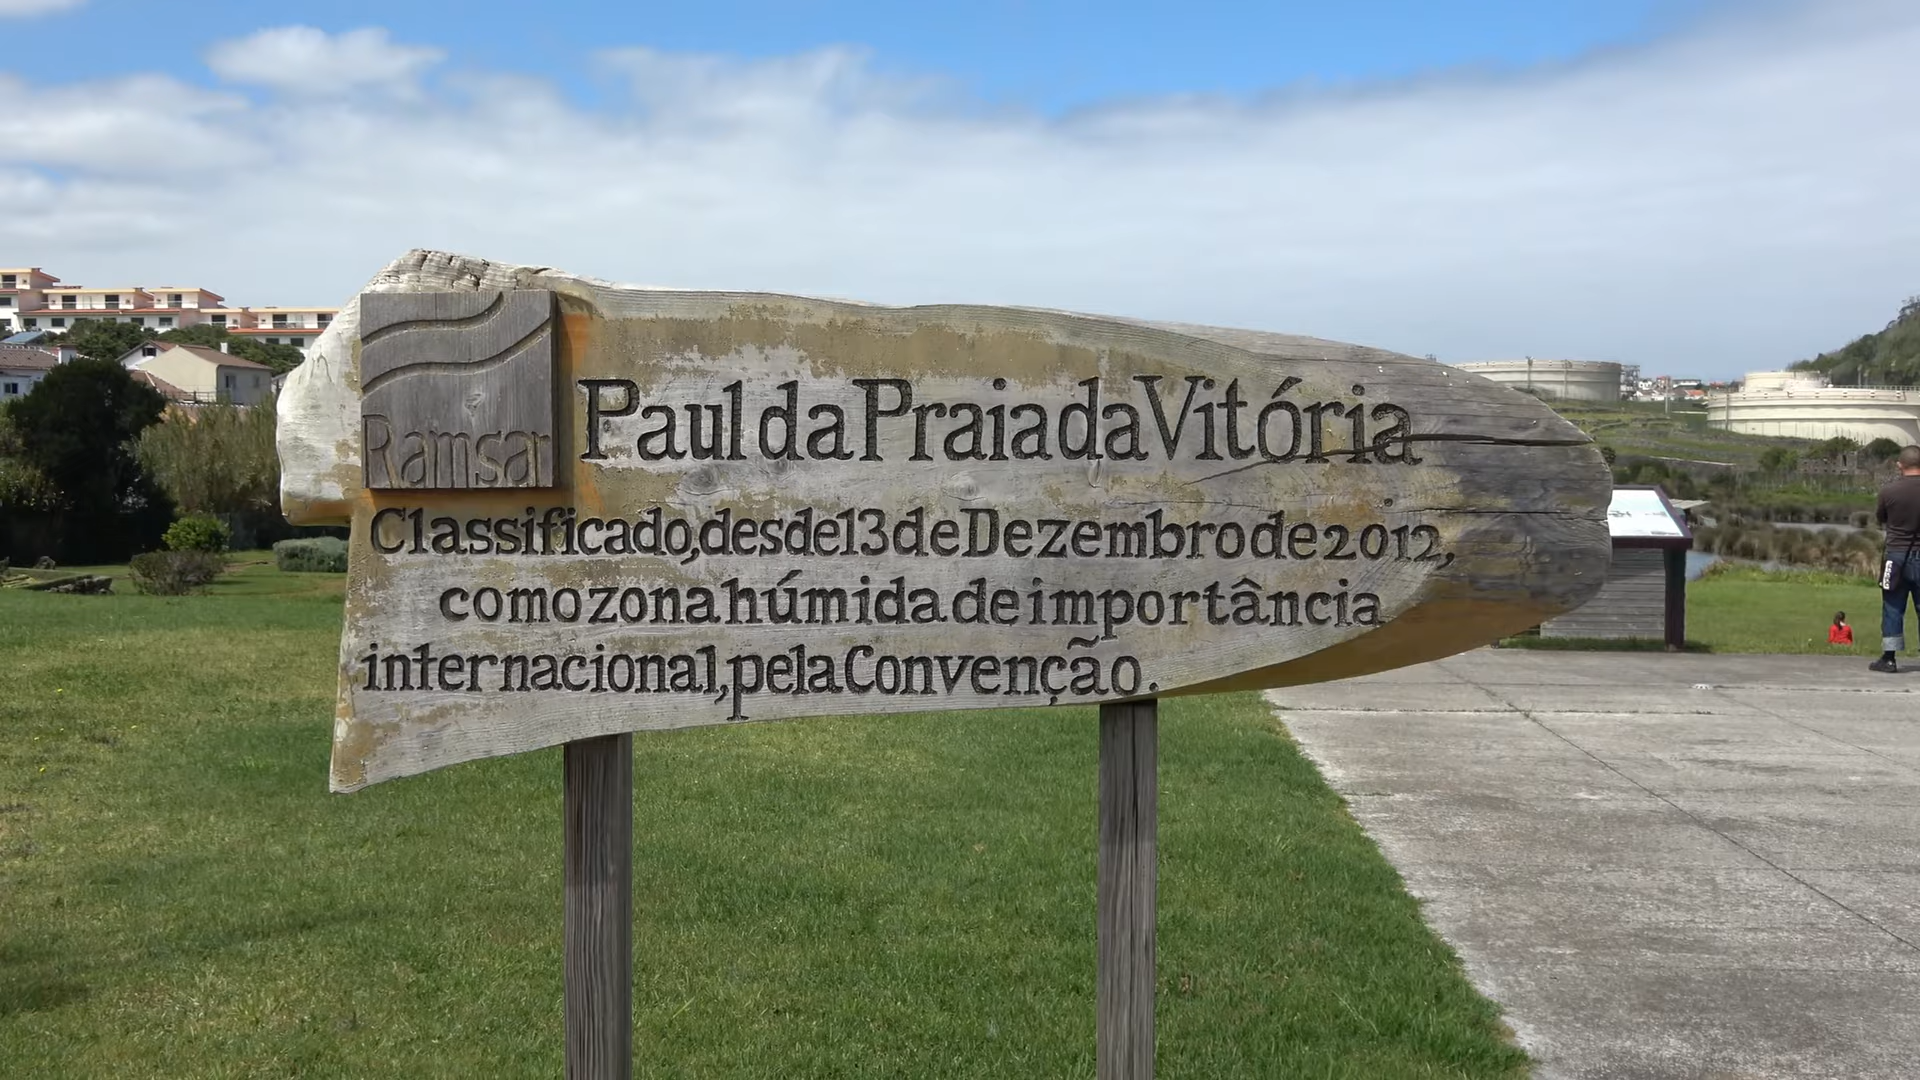 Ramsar
Paul da Praia da Vitória
Classificado, desde 13 de Dezembro de 2012,
como zona húmida de importância
internacional, pela Convenção.